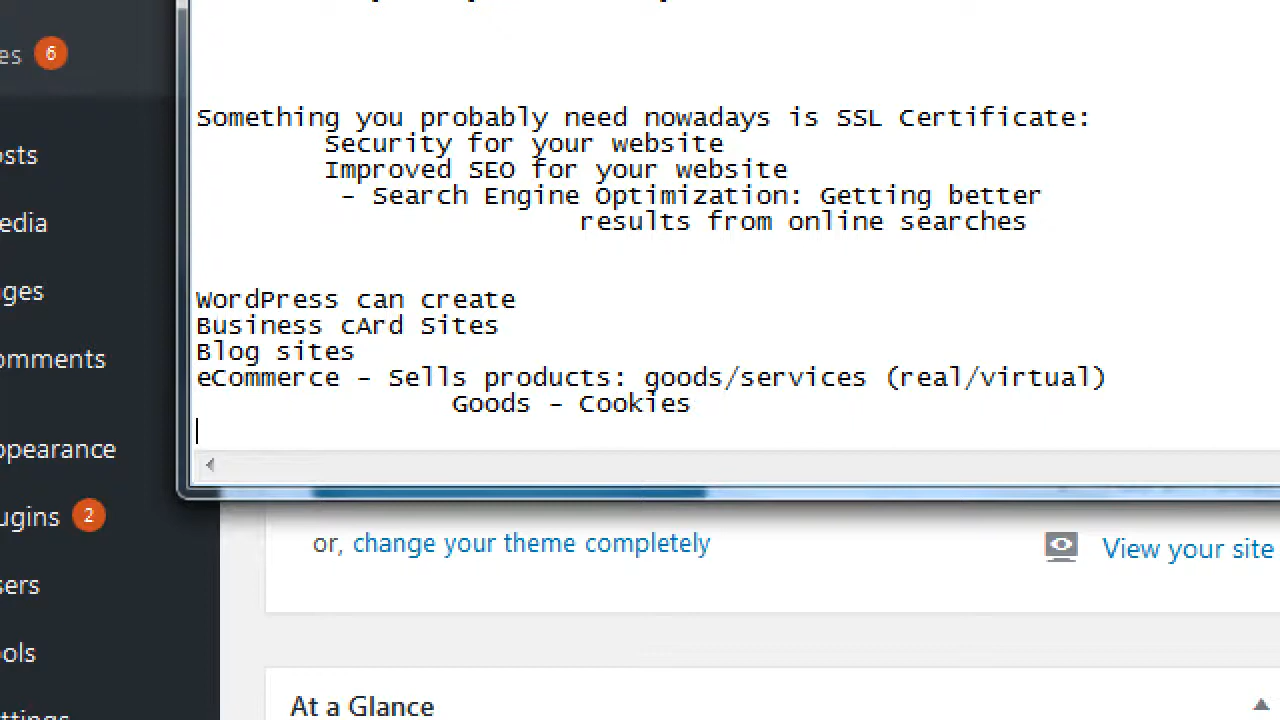 es 6
osts
edia
ges
omments
ppearance
ugins 2
sers
ols
ttings
Something you probably need nowadays is SSL Certificate:
Security for your website
Improved SEO for your website
- Search Engine Optimization: Getting better
results from online searches
WordPress can create
Business cArd Sites
Blog sites
eCommerce - Sells products: goods/services (real/virtual)
Goods - Cookies
or, change your theme completely
View your site
At a Glance